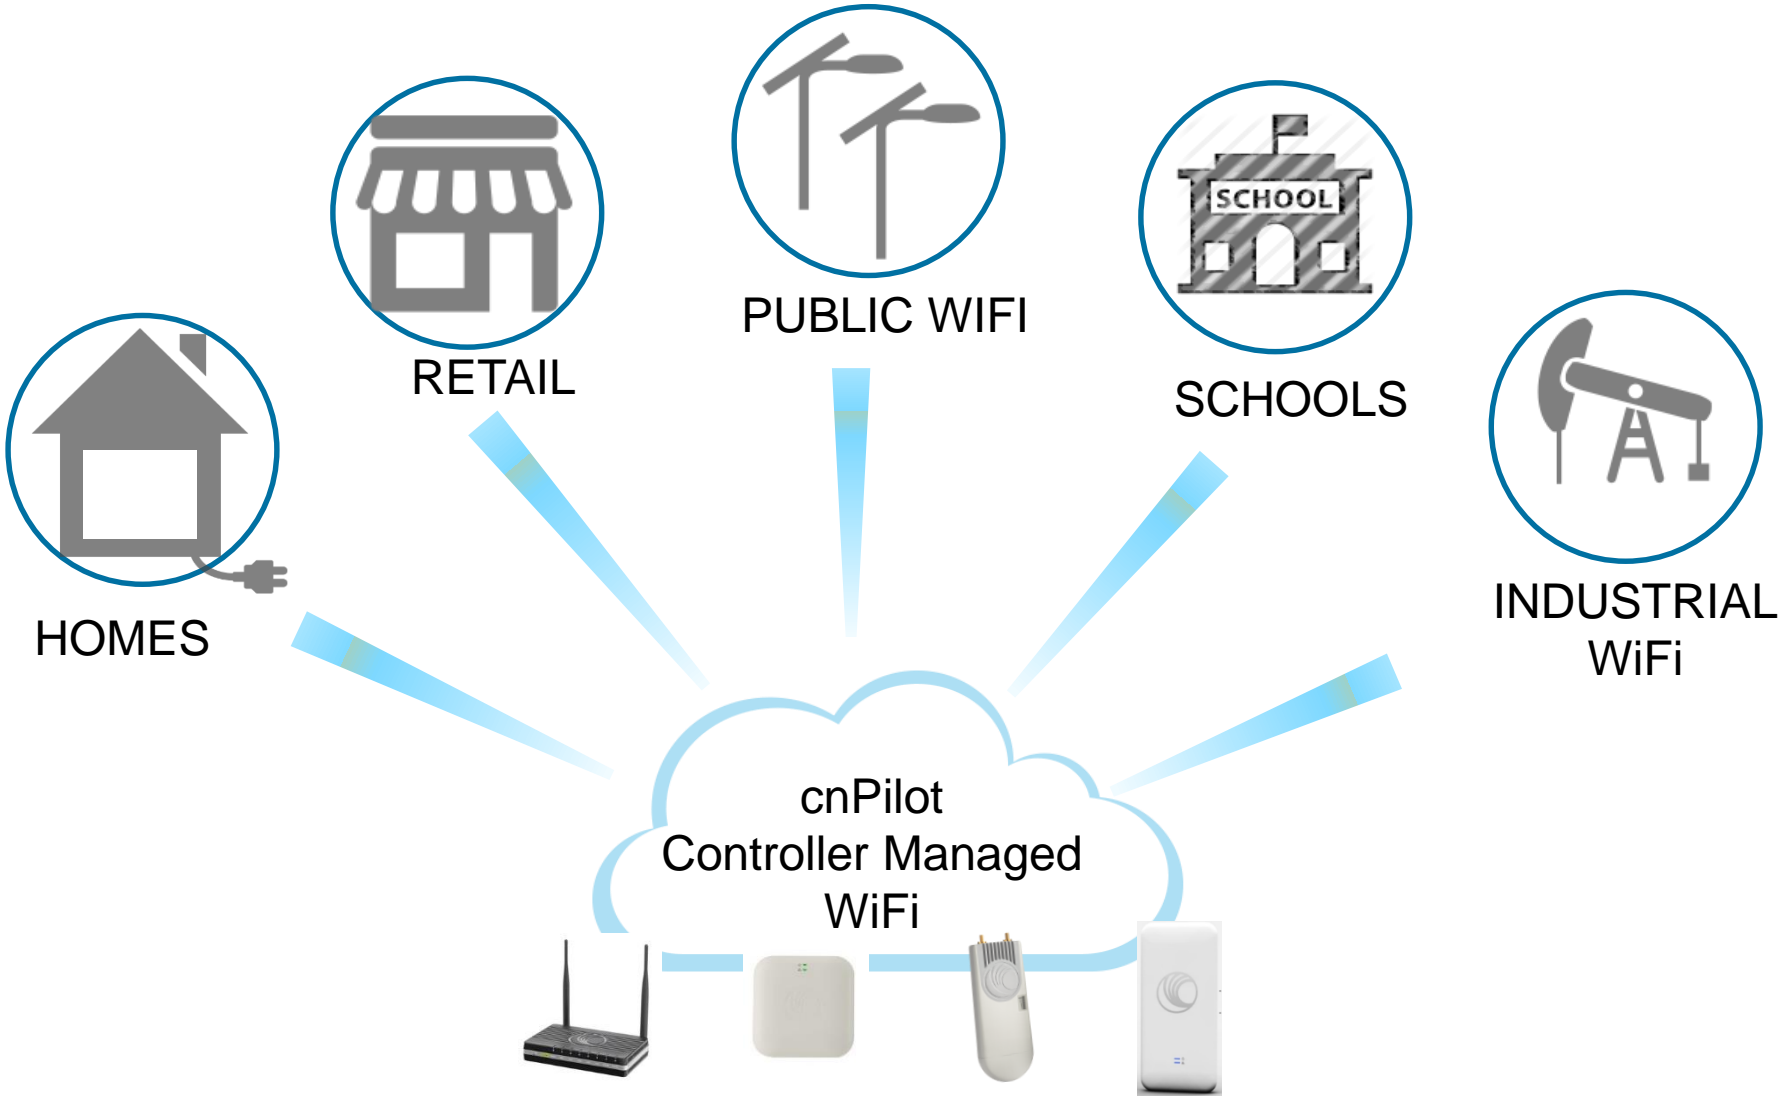 PUBLIC WIFI
SCHOOL
RETAIL
SCHOOLS
HOMES
INDUSTRIAL
WiFi
cnPilot
Controller Managed
WiFi